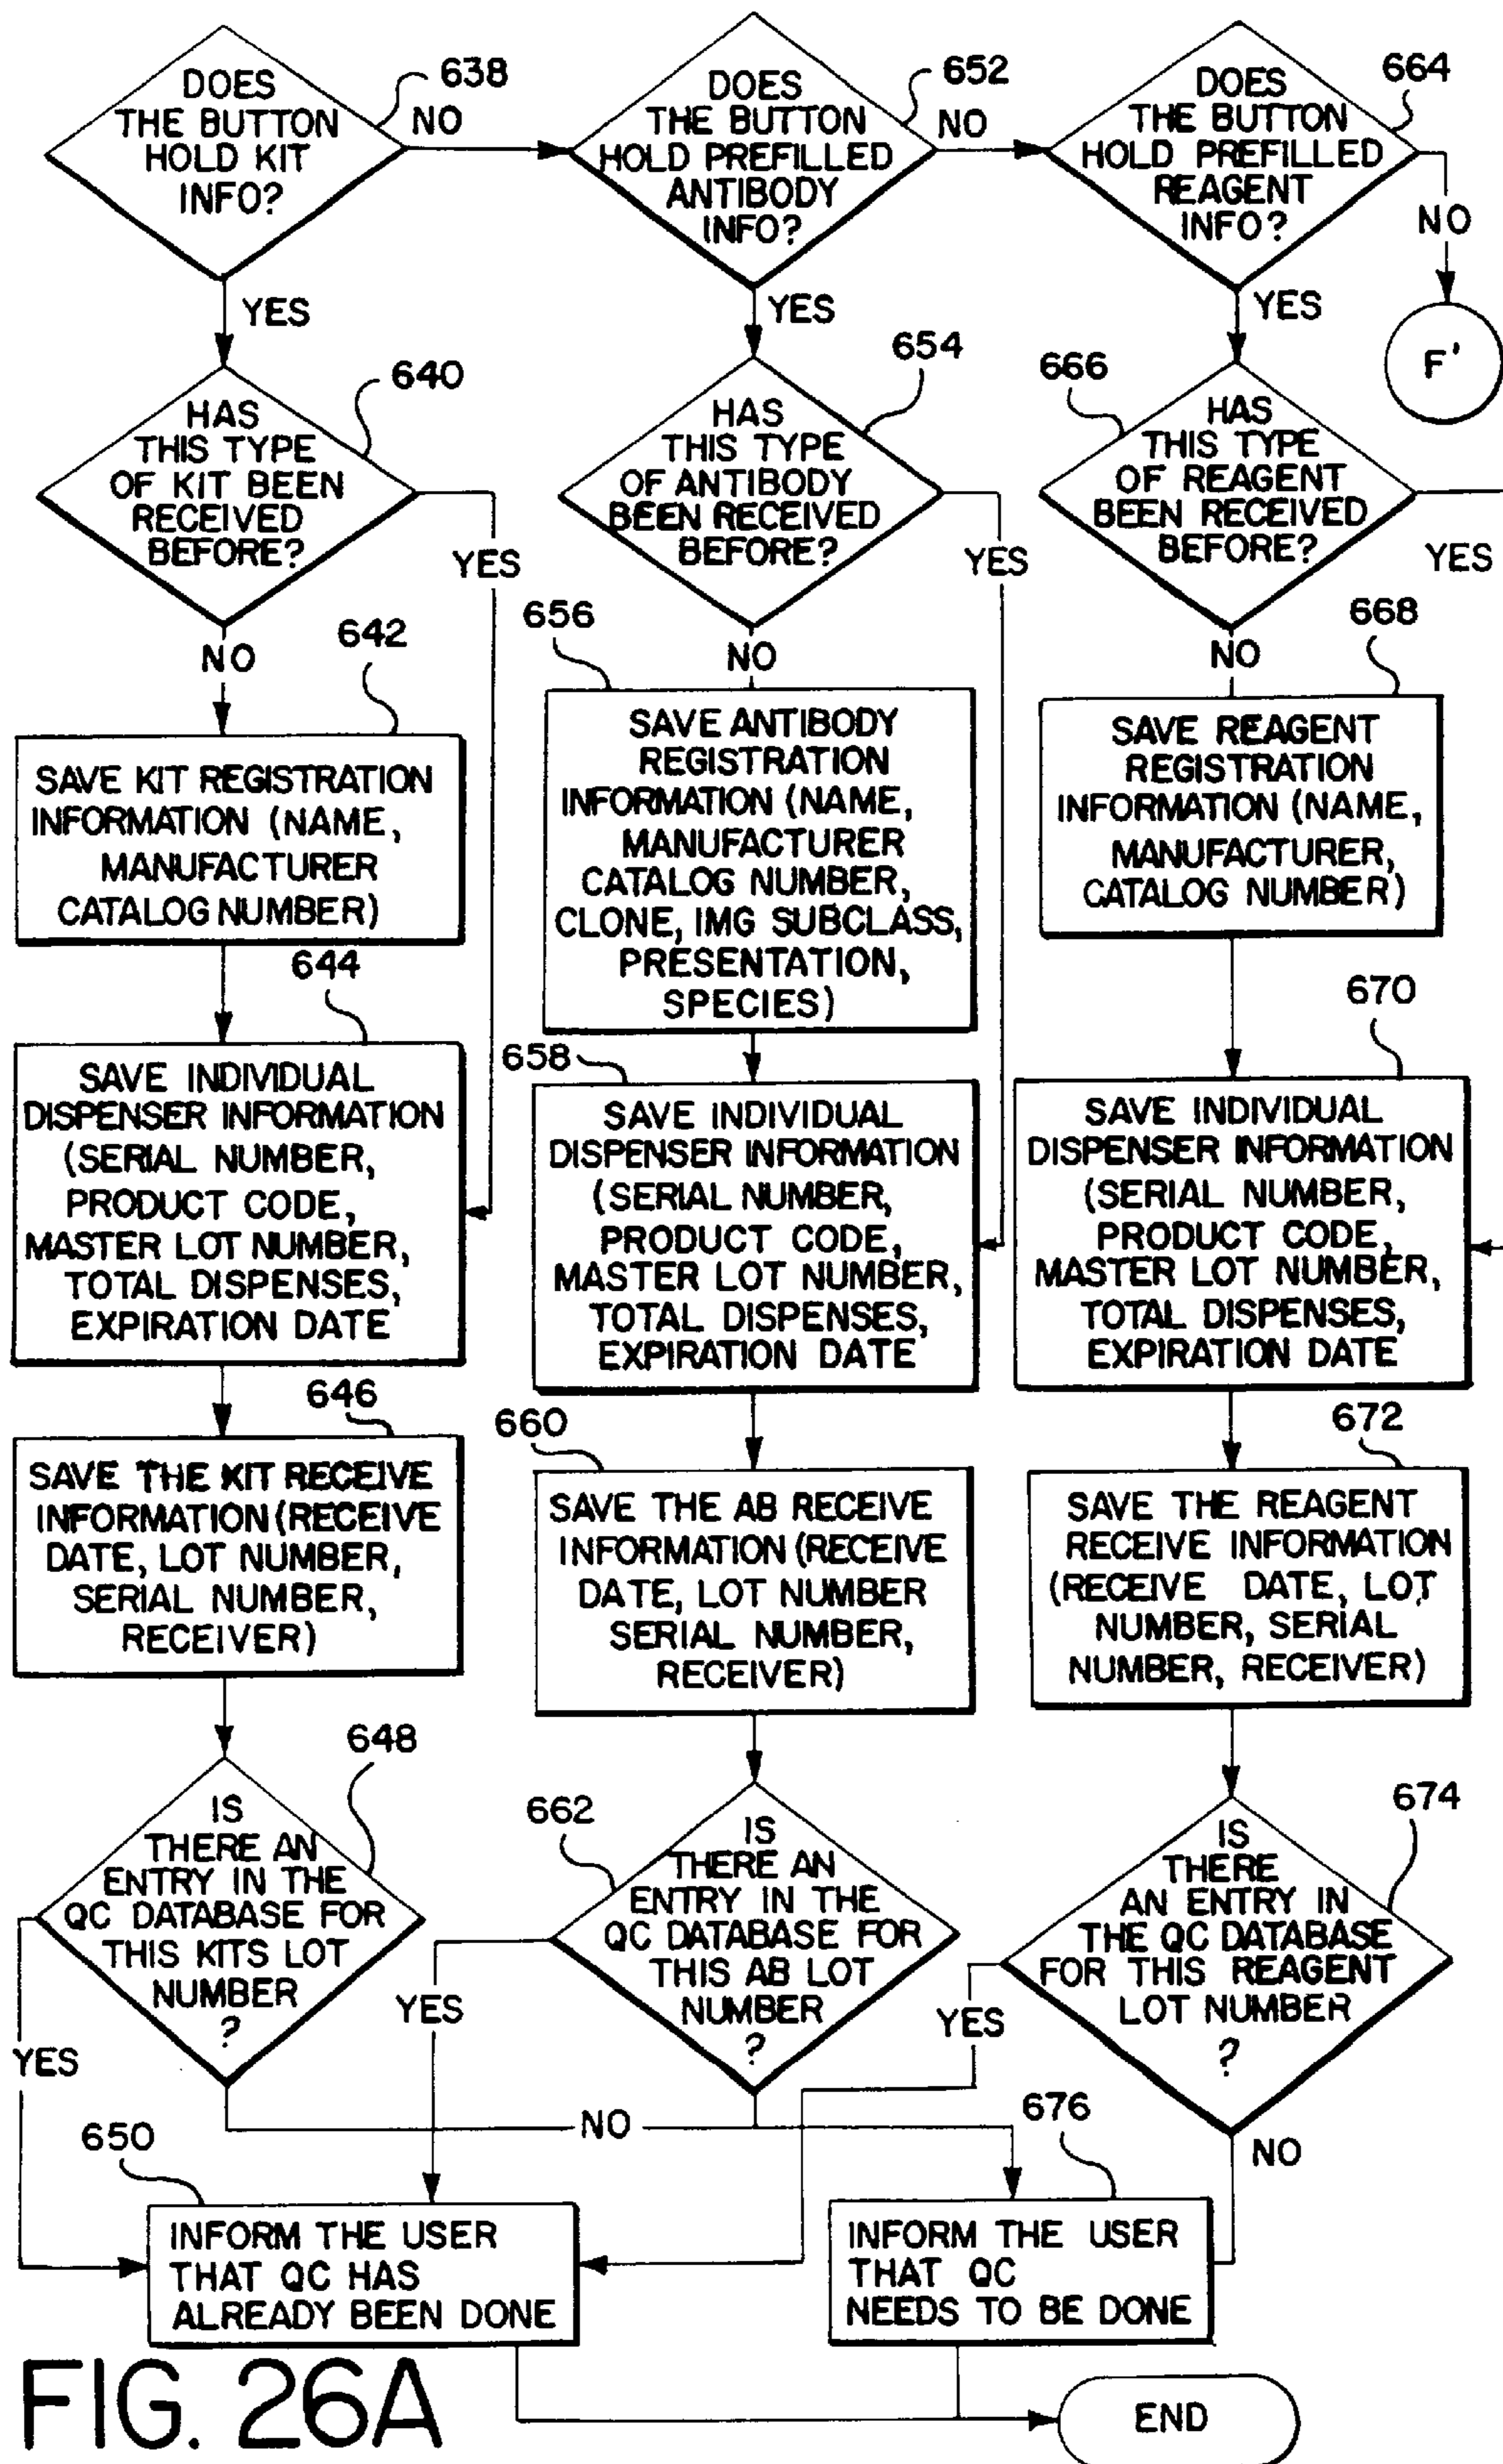 DOES
THE BUTTON
HOLD KIT
INFO?
638
NO
DOES
THE BUTTON
HOLD PREFILLED
ANTIBODY
INFO?
652
NO
DOES
THE BUTTON
HOLD PREFILLED
REAGENT
INFO?
664
NO
F'
YES
YES
YES
HAS
THIS TYPE
OF KIT BEEN
RECEIVED
BEFORE?
640
YES
NO
HAS
THIS TYPE
OF ANTIBODY
BEEN RECEIVED
BEFORE?
654
YES
NO
HAS
THIS TYPE
OF REAGENT
BEEN RECEIVED
BEFORE?
666
YES
NO
642
SAVE KIT REGISTRATION
INFORMATION (NAME,
MANUFACTURER
CATALOG NUMBER)
656
SAVE ANTIBODY
REGISTRATION
INFORMATION (NAME,
MANUFACTURER
CATALOG NUMBER,
CLONE, IMG SUBCLASS,
PRESENTATION,
SPECIES)
668
SAVE REAGENT
REGISTRATION
INFORMATION (NAME,
MANUFACTURER,
CATALOG NUMBER)
644
SAVE INDIVIDUAL
DISPENSER INFORMATION
(SERIAL NUMBER,
PRODUCT CODE,
MASTER LOT NUMBER,
TOTAL DISPENSES,
EXPIRATION DATE
658
SAVE INDIVIDUAL
DISPENSER INFORMATION
(SERIAL NUMBER,
PRODUCT CODE,
MASTER LOT NUMBER,
TOTAL DISPENSES,
EXPIRATION DATE
670
SAVE INDIVIDUAL
DISPENSER INFORMATION
(SERIAL NUMBER,
PRODUCT CODE,
MASTER LOT NUMBER,
TOTAL DISPENSES,
EXPIRATION DATE
646
SAVE THE KIT RECEIVE
INFORMATION (RECEIVE
DATE, LOT NUMBER,
SERIAL NUMBER,
RECEIVER)
660
SAVE THE AB RECEIVE
INFORMATION (RECEIVE
DATE, LOT NUMBER
SERIAL NUMBER,
RECEIVER)
672
SAVE THE REAGENT
RECEIVE INFORMATION
(RECEIVE DATE, LOT
NUMBER, SERIAL
NUMBER, RECEIVER)
648
IS
THERE AN
ENTRY IN THE
QC DATABASE FOR
THIS KITS LOT
NUMBER
?
YES
662
IS
THERE AN
ENTRY IN THE
QC DATABASE FOR
THIS AB LOT
NUMBER
?
YES
674
IS
THERE
AN ENTRY IN
THE QC DATABASE
FOR THIS REAGENT
LOT NUMBER
?
YES
NO
NO
650
INFORM THE USER
THAT QC HAS
ALREADY BEEN DONE
676
INFORM THE USER
THAT QC
NEEDS TO BE DONE
END
FIG. 26A